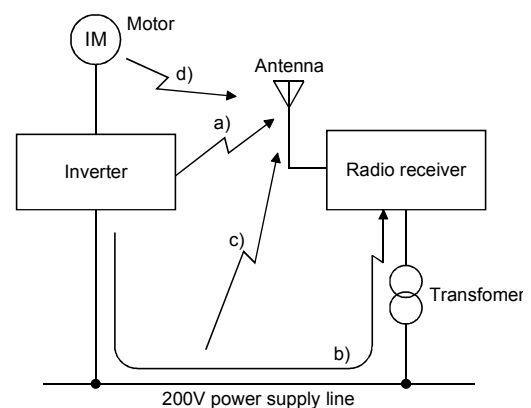 Motor
IM
d)
Antenna
a)
Inverter
Radio receiver
c)
Transfomer
b)
200V power supply line